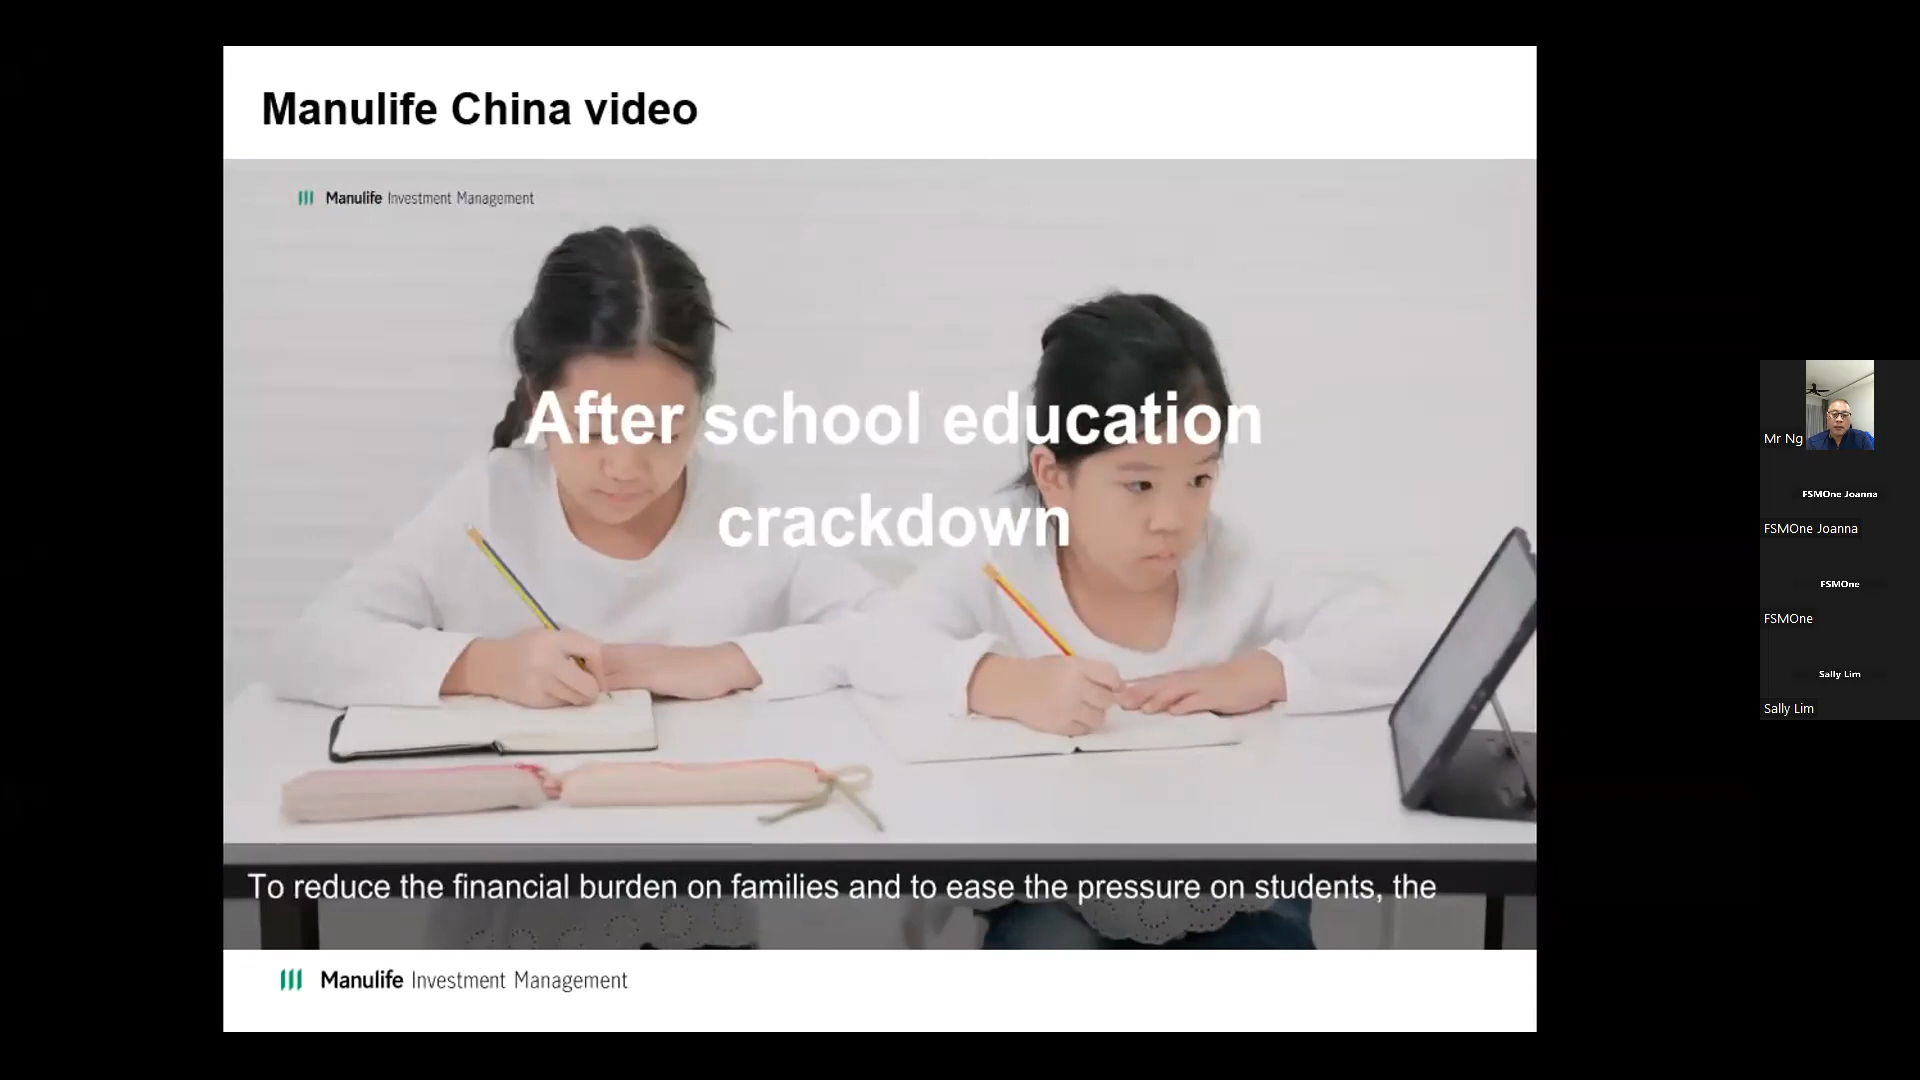 Manulife China video
Manulife Investment Management
After school education
crackdown
To reduce the financial burden on families and to ease the pressure on students, the
Manulife Investment Management
Mr Ng
FSMOne Joanna
FSMOne Joanna
FSMOne
FSMOne
Sally Lim
Sally Lim